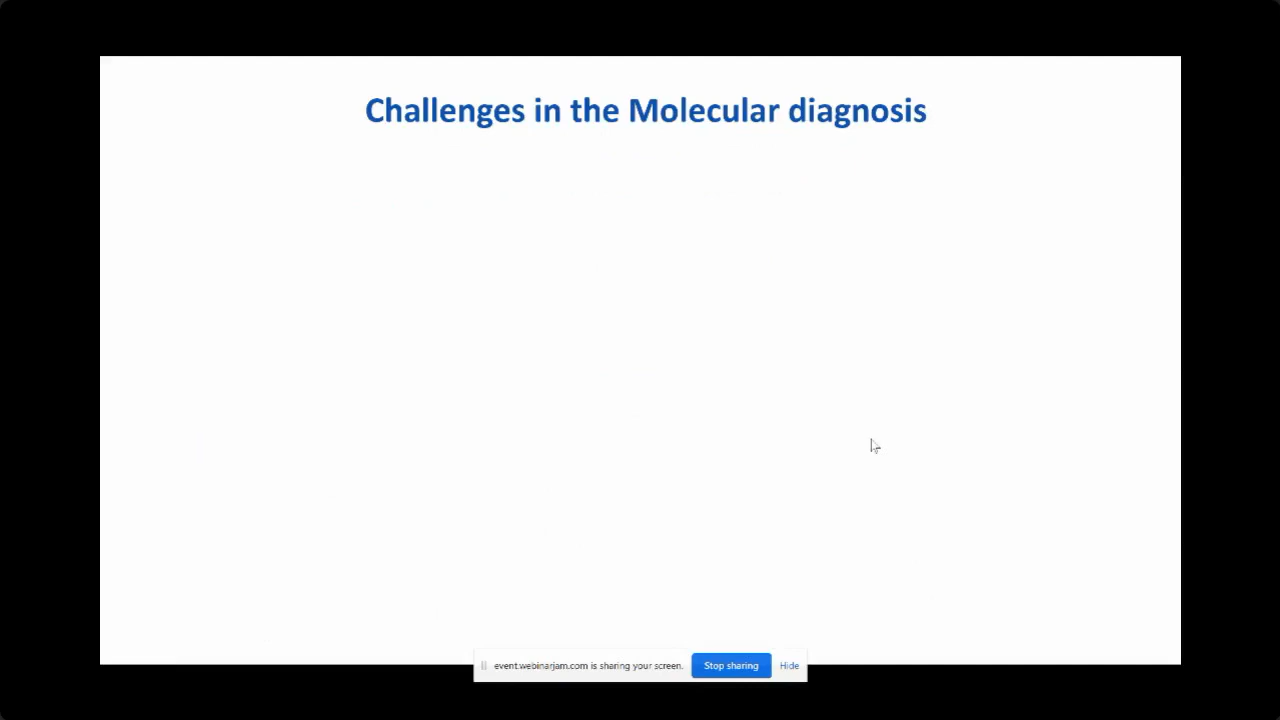 Challenges in the Molecular diagnosis
event.webinarjam.com is sharing your screen. Stop sharing Hide